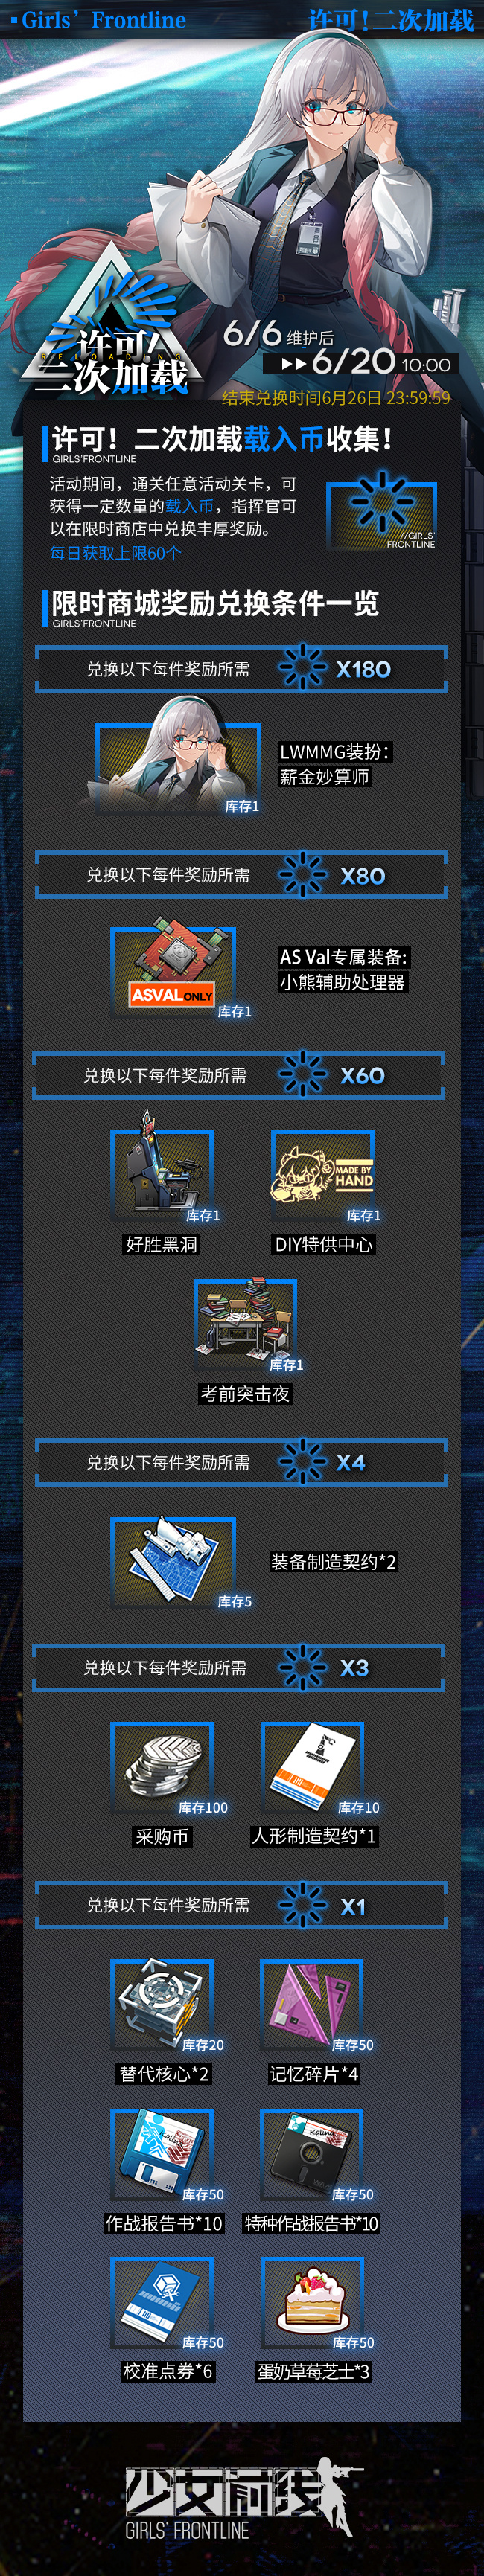 Girls’ Frontline
许可!二次加载
许可!
RELOADING
二次加载
6/6 维护后
6/20 10:00
结束兑换时间6月26日 23:59:59
许可！二次加载载入币收集！
GIRLS'FRONTLINE
活动期间，通关任意活动关卡，可
获得一定数量的载入币，指挥官可
以在限时商店中兑换丰厚奖励。
每日获取上限60个
//GIRLS'
FRONTLINE
限时商城奖励兑换条件一览
GIRLS'FRONTLINE
兑换以下每件奖励所需 X180
LWMMG装扮：
薪金妙算师
库存1
兑换以下每件奖励所需 X80
AS Val专属装备:
小熊辅助处理器
ASVAL ONLY
库存1
兑换以下每件奖励所需 X60
MADE BY
HAND
库存1 库存1
好胜黑洞 DIY特供中心
库存1
考前突击夜
兑换以下每件奖励所需 X4
装备制造契约*2
库存5
兑换以下每件奖励所需 X3
库存100 库存10
采购币 人形制造契约*1
兑换以下每件奖励所需 X1
库存20 库存50
替代核心*2 记忆碎片*4
Kalina Kalina
库存50 库存50
作战报告书*10 特种作战报告书*10
库存50 库存50
校准点券*6 蛋奶草莓芝士*3
少女前线
GIRLS' FRONTLINE